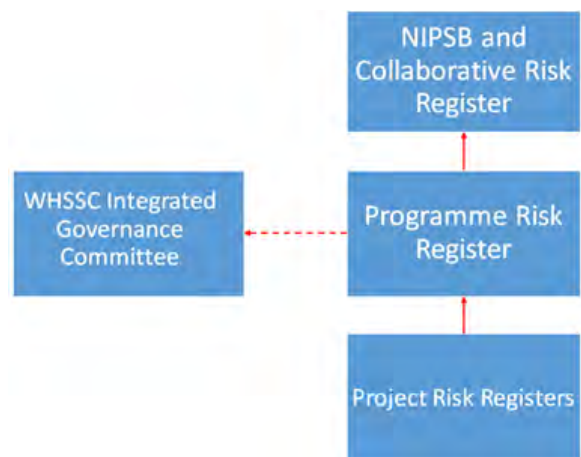 NIPSB and
Collaborative Risk
Register
WHSSC Integrated
Governance
Committee
Programme Risk
Register
Project Risk Registers